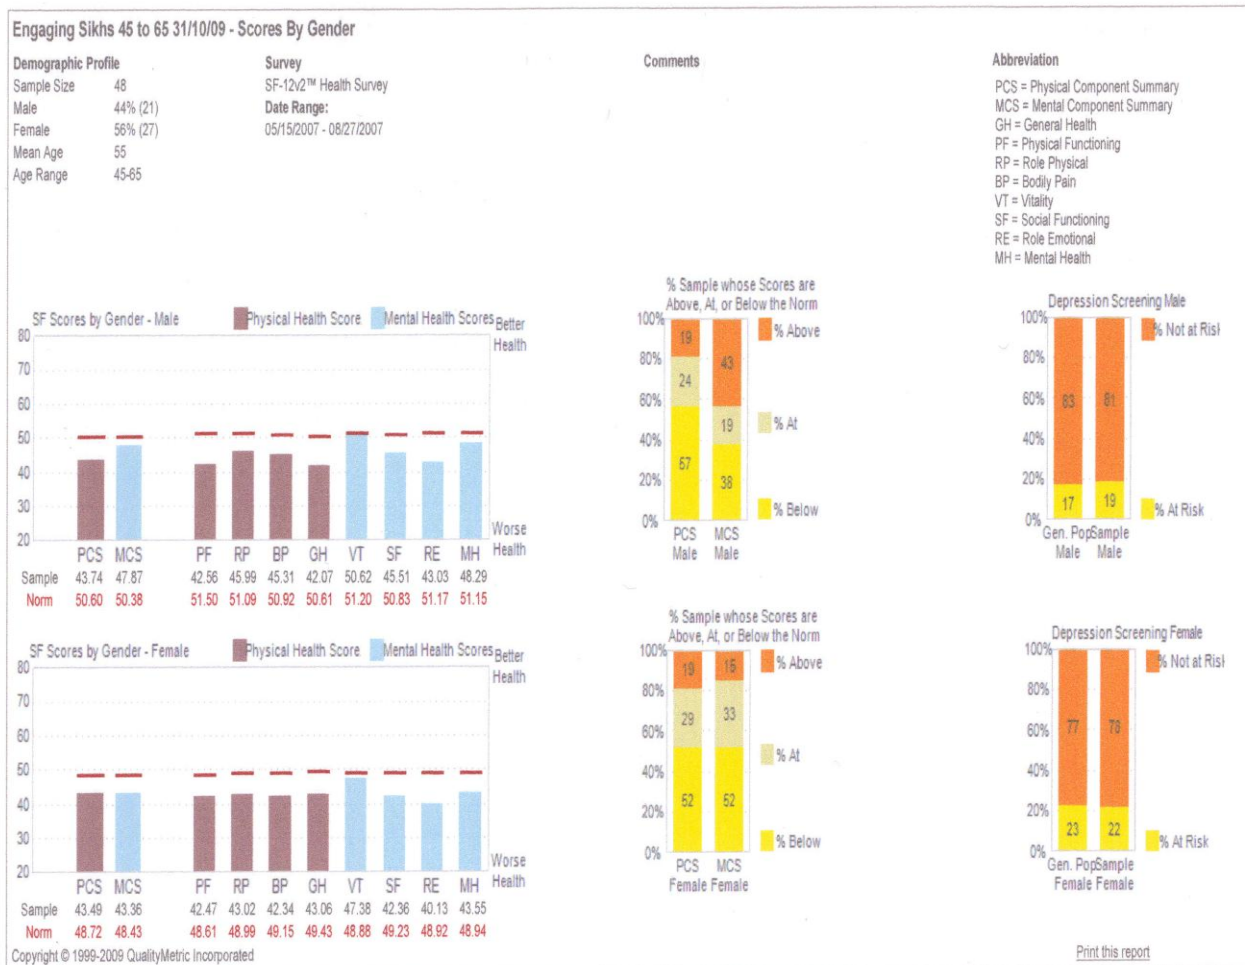 Engaging Sikhs 45 to 65 31/10/09 - Scores By Gender
Demographic Profile
Sample Size 48
Male 44% (21)
Female 56% (27)
Mean Age 55
Age Range 45-65
Survey
SF-12v2™ Health Survey
Date Range:
05/15/2007 - 08/27/2007
Comments
Abbreviation
PCS = Physical Component Summary
MCS = Mental Component Summary
GH = General Health
PF = Physical Functioning
RP = Role Physical
BP = Bodily Pain
VT = Vitality
SF = Social Functioning
RE = Role Emotional
MH = Mental Health
SF Scores by Gender - Male Physical Health Score Mental Health Scores
Better
Health
80
70
60
50
40
30
20
Worse
Health
PCS MCS PF RP BP GH VT SF RE MH
Sample 43.74 47.87 42.56 45.99 45.31 42.07 50.62 45.51 43.03 48.29
Norm 50.60 50.38 51.50 51.09 50.92 50.61 51.20 50.83 51.17 51.15
% Sample whose Scores are
Above, At, or Below the Norm
100%
80%
60%
40%
20%
0%
19 43
24 19
57 38
% Above
% At
% Below
PCS MCS
Male Male
Depression Screening Male
100%
80%
60%
40%
20%
0%
83 81
17 19
% Not at Risk
% At Risk
Gen. Pop Sample
Male Male
SF Scores by Gender - Female Physical Health Score Mental Health Scores
Better
Health
80
70
60
50
40
30
20
Worse
Health
PCS MCS PF RP BP GH VT SF RE MH
Sample 43.49 43.36 42.47 43.02 42.34 43.06 47.38 42.36 40.13 43.55
Norm 48.72 48.43 48.61 48.99 49.15 49.43 48.88 49.23 48.92 48.94
% Sample whose Scores are
Above, At, or Below the Norm
100%
80%
60%
40%
20%
0%
19 15
29 33
52 52
% Above
% At
% Below
PCS MCS
Female Female
Depression Screening Female
100%
80%
60%
40%
20%
0%
77 78
23 22
% Not at Risk
% At Risk
Gen. Pop Sample
Female Female
Copyright © 1999-2009 QualityMetric Incorporated
Print this report